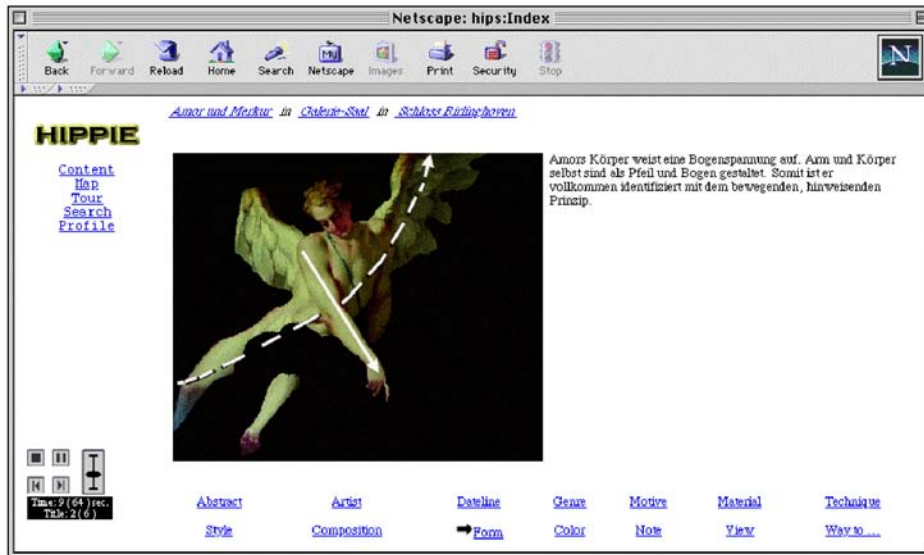 Netscape: hips:Index
Back Forward Reload Home Search Netscape Images Print Security Stop
My
N
Amor und Merkur in Galerie-Saal in Schloss Birlinghoven
HIPPIE
Content
Map
Tour
Search
Profile
Amors Körper weist eine Bogenspannung auf. Arm und Körper
selbst sind als Pfeil und Bogen gestaltet. Somit ist er
vollkommen identifiziert mit dem bewegenden, hinweisenden
Prinzip.
Time: 9 ( 64 ) sec.
Title: 2 ( 6 )
Abstract Artist Dateline Genre Motive Material Technique
Style Composition Form Color Note View Way to ...